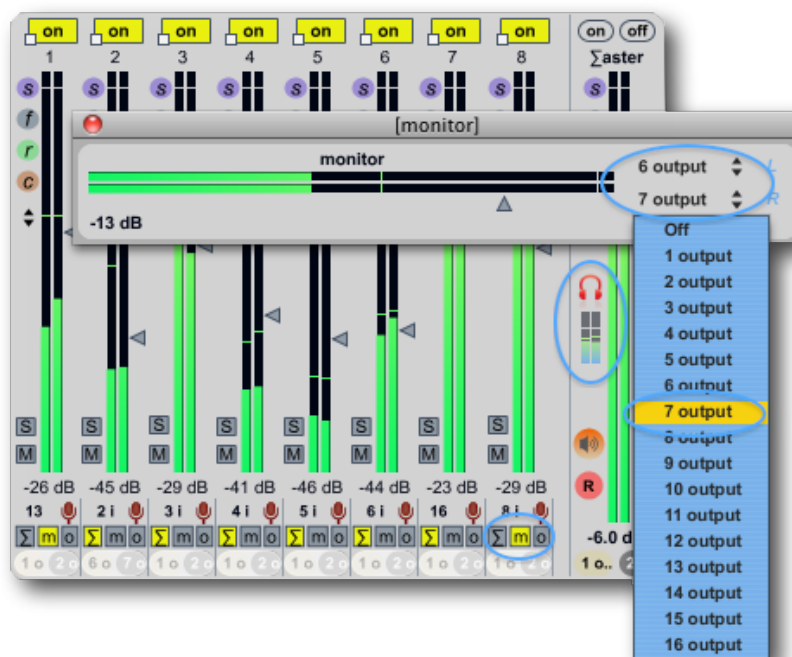 on on on on on on on on on off
1 2 3 4 5 6 7 8 ∑aster
s s s s s s s s s
f
[monitor]
r
monitor
6 output L
c
7 output R
-13 dB
Off
1 output
2 output
3 output
4 output
5 output
6 output
7 output
8 output
9 output
10 output
11 output
12 output
13 output
14 output
15 output
16 output
S S S S S S S S
M M M M M M M M
R
-26 dB -45 dB -29 dB -41 dB -46 dB -44 dB -23 dB -29 dB
13 2 i 3 i 4 i 5 i 6 i 16 8 i
∑ m o ∑ m o ∑ m o ∑ m o ∑ m o ∑ m o ∑ m o ∑ m o -6.0 d
1 o 2 o 6 o 7 o 1 o 2 o 1 o 2 o 1 o 2 o 1 o 2 o 1 o 2 o 1 o 2 o 1 o.. 2